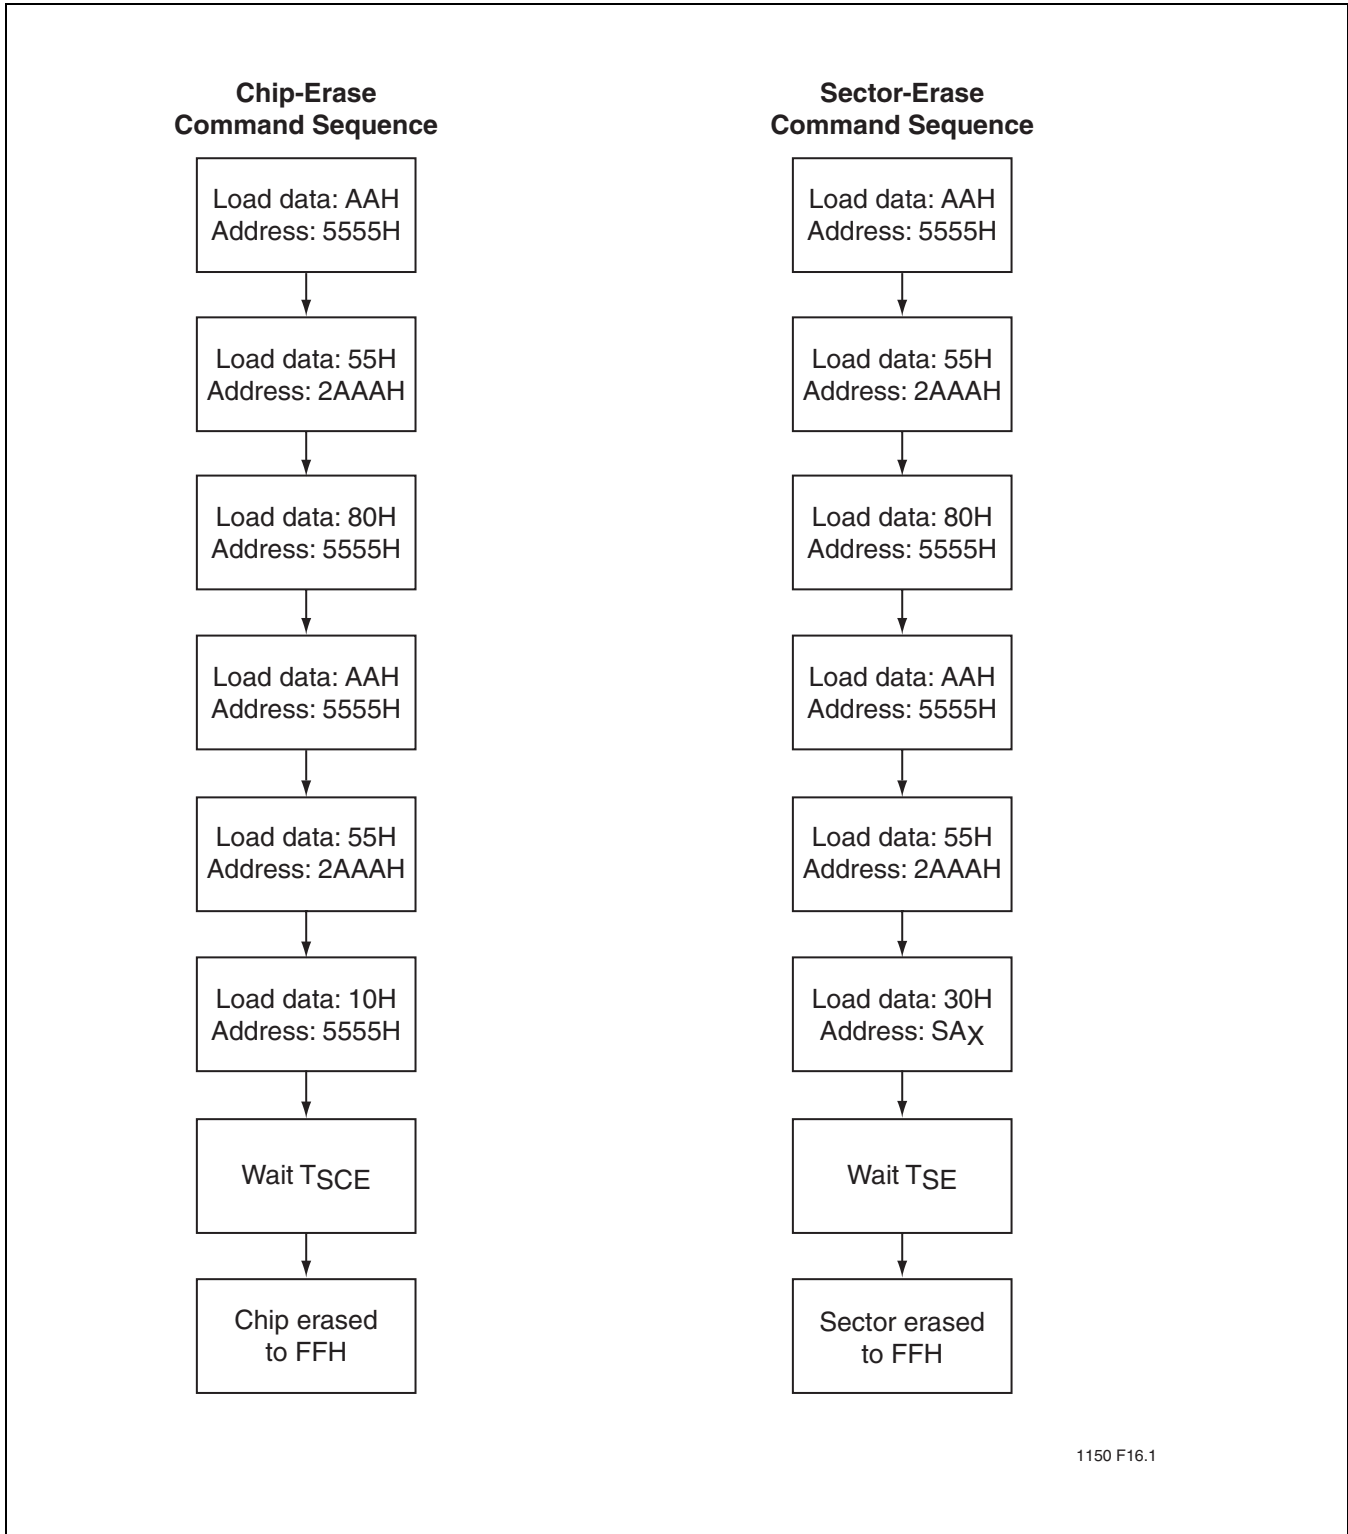 Chip-Erase
Command Sequence
Load data: AAH
Address: 5555H
Load data: 55H
Address: 2AAAH
Load data: 80H
Address: 5555H
Load data: AAH
Address: 5555H
Load data: 55H
Address: 2AAAH
Load data: 10H
Address: 5555H
Wait TSCE
Chip erased
to FFH
Sector-Erase
Command Sequence
Load data: AAH
Address: 5555H
Load data: 55H
Address: 2AAAH
Load data: 80H
Address: 5555H
Load data: AAH
Address: 5555H
Load data: 55H
Address: 2AAAH
Load data: 30H
Address: SAX
Wait TSE
Sector erased
to FFH
1150 F16.1